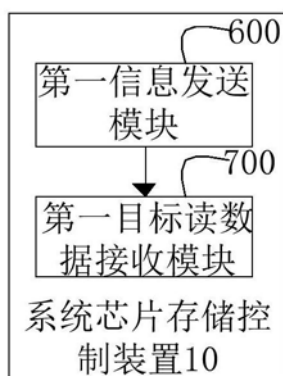 600
第一信息发送
模块
700
第一目标读数
据接收模块
系统芯片存储控
制装置10